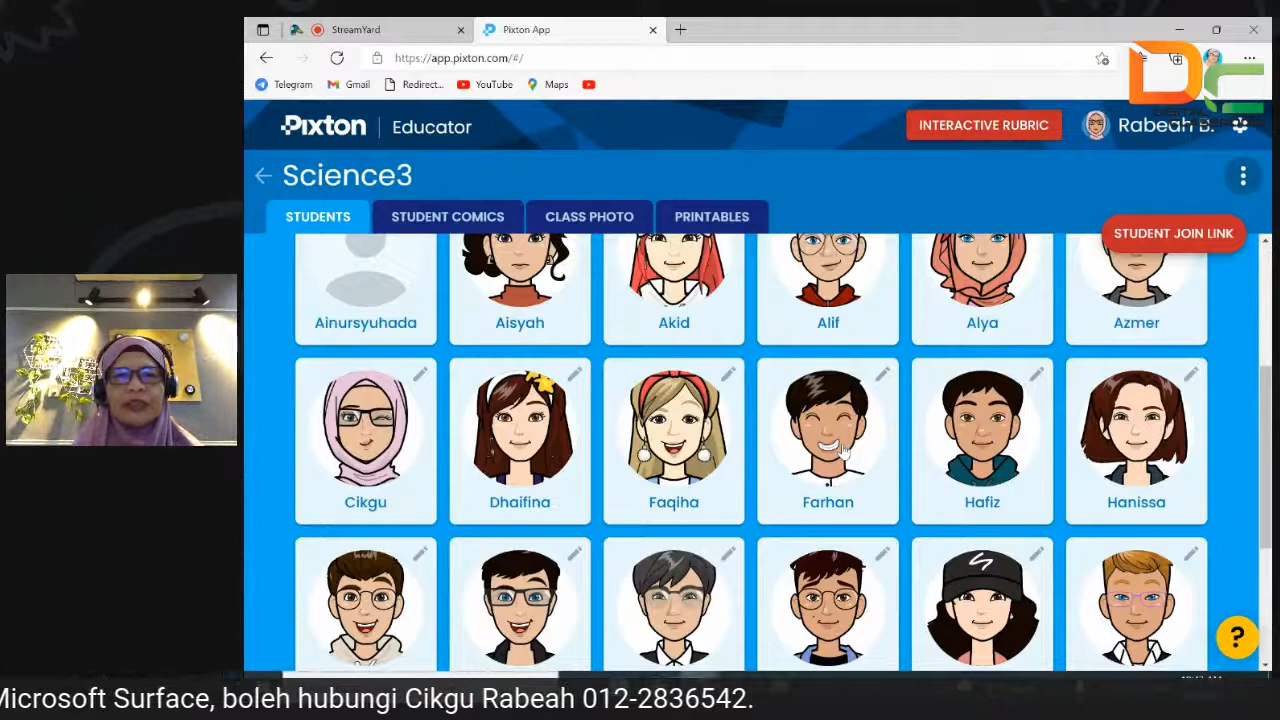 StreamYard
Pixton App
https://app.pixton.com/#/
Telegram
Gmail
Redirect...
YouTube
Maps
Pixton
Educator
INTERACTIVE RUBRIC
Rabeah B.
Science3
STUDENTS
STUDENT COMICS
CLASS PHOTO
PRINTABLES
STUDENT JOIN LINK
Ainursyuhada
Aisyah
Akid
Alif
Alya
Azmer
Cikgu
Dhaifina
Faqiha
Farhan
Hafiz
Hanissa
?
Microsoft Surface, boleh hubungi Cikgu Rabeah 012-2836542.